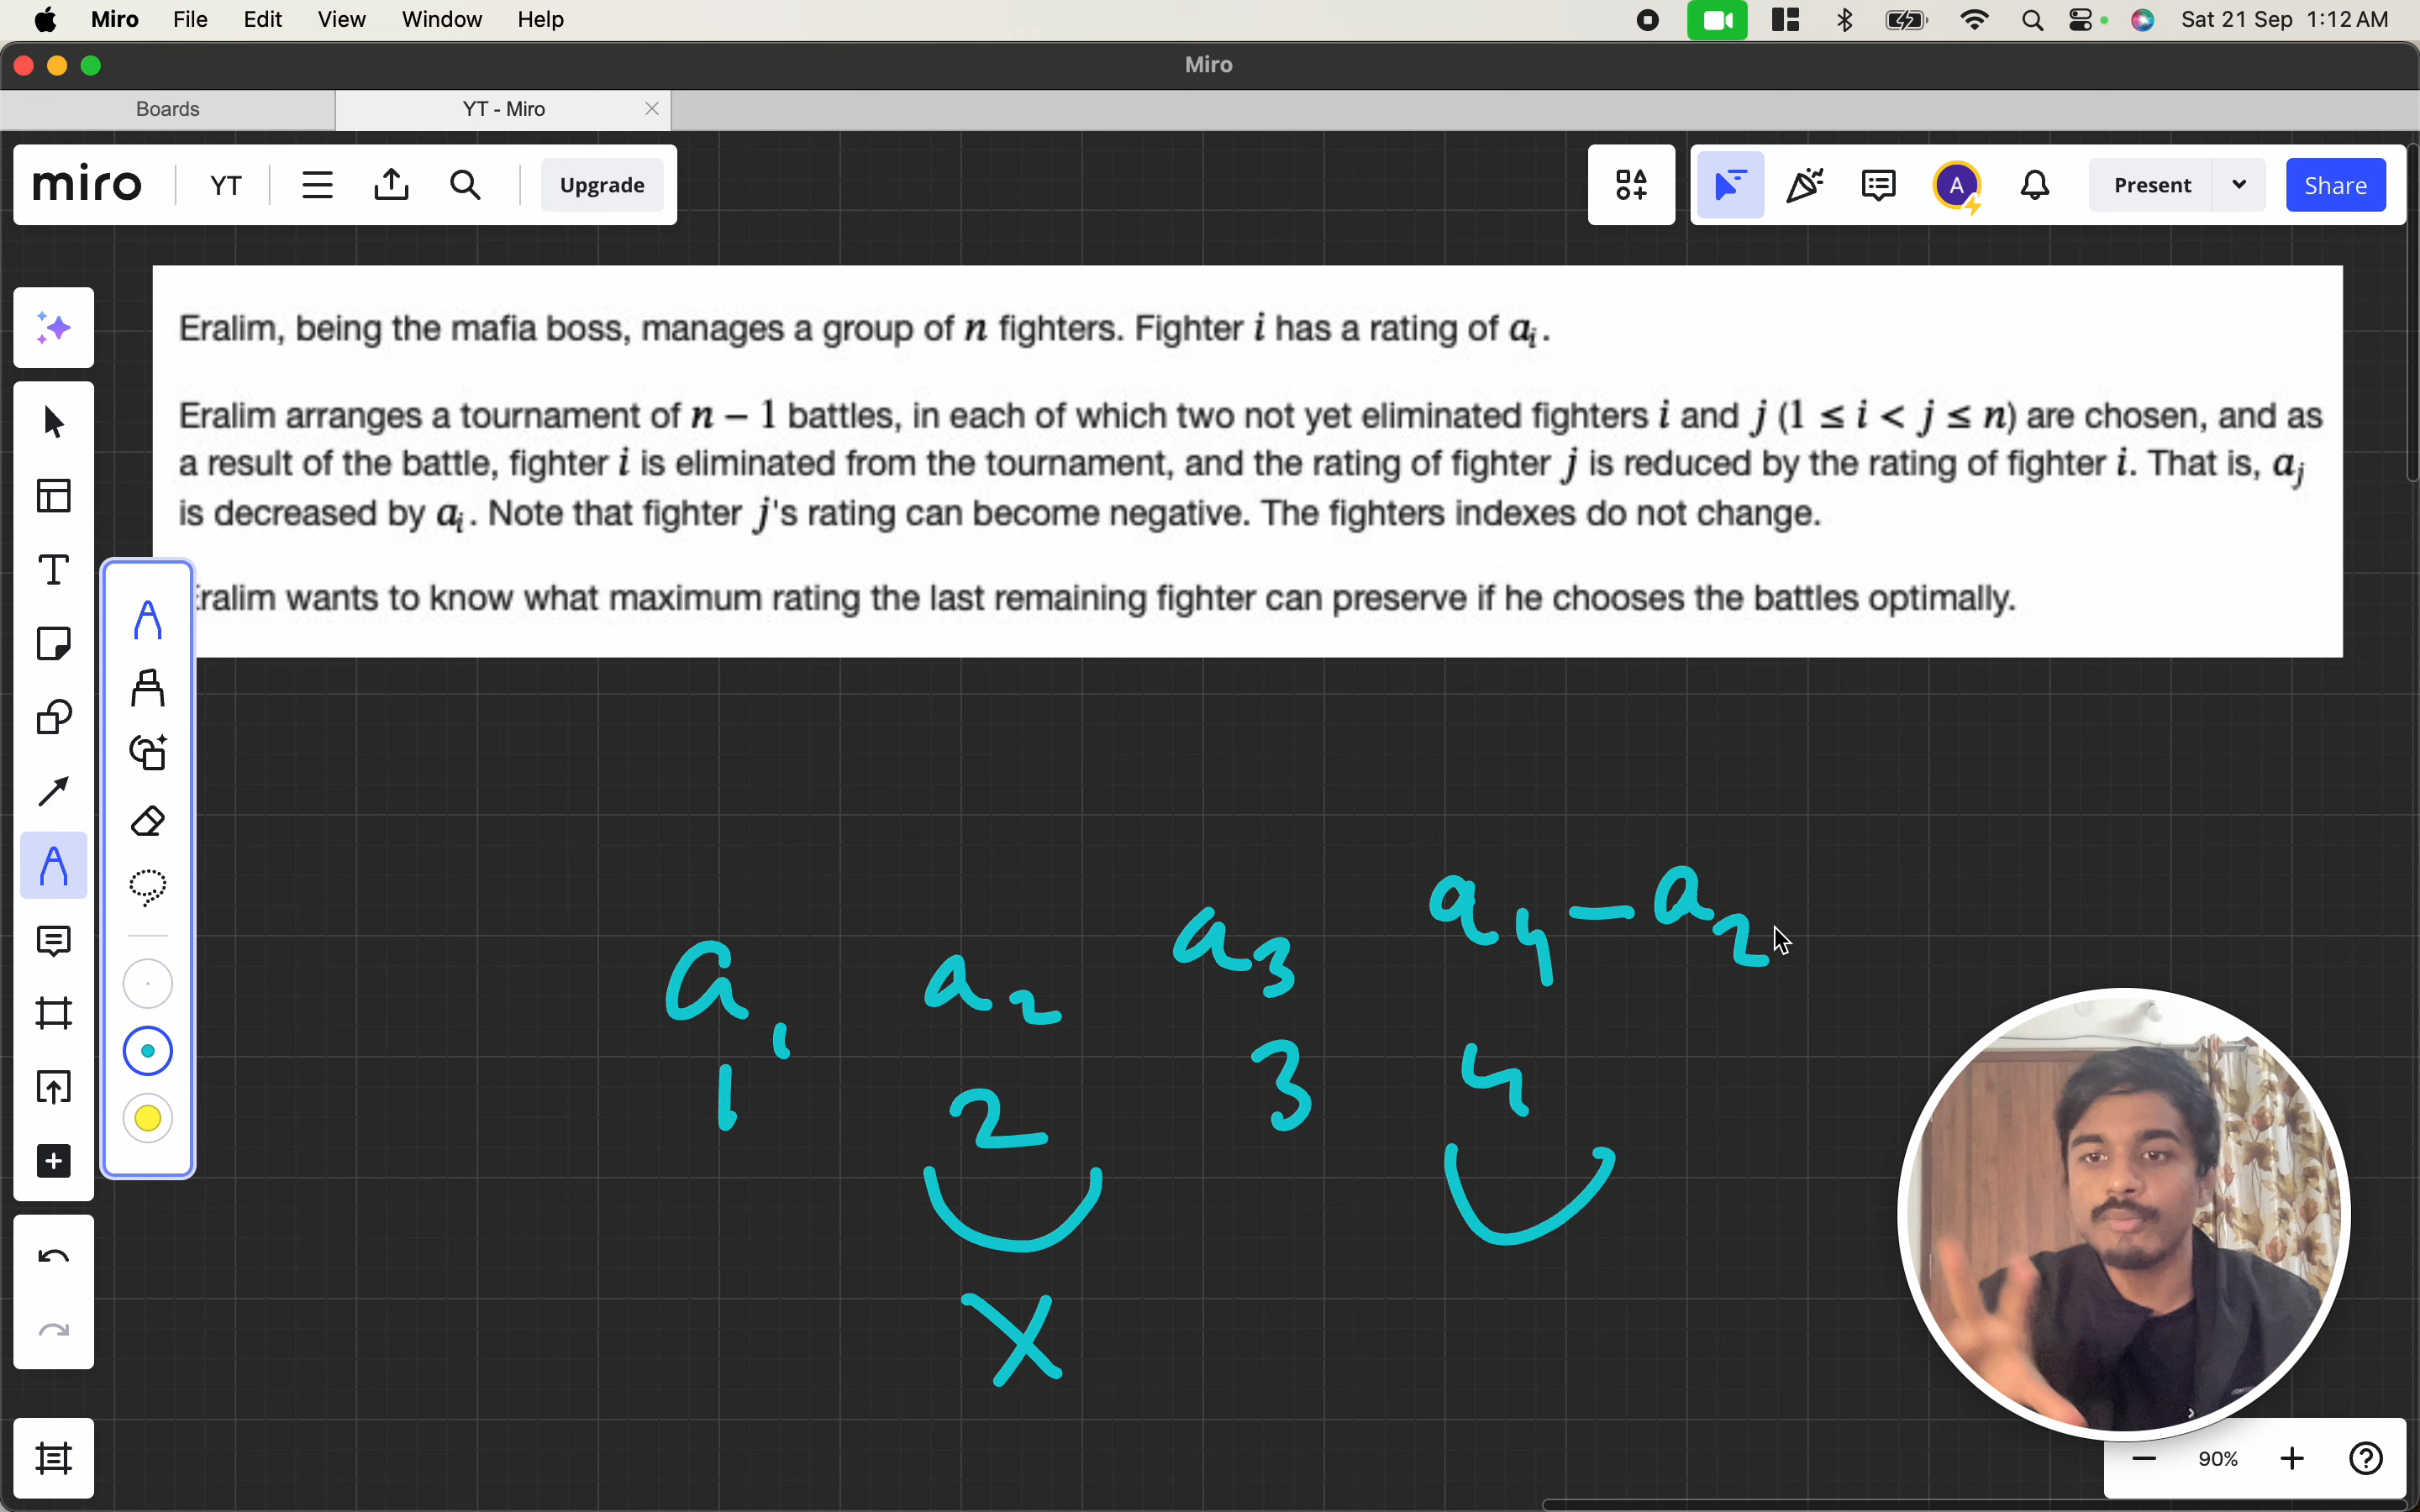 Miro File Edit View Window Help Sat 21 Sep 1:12 AM
Miro
Boards YT - Miro
miro YT Upgrade A Present Share
Eralim, being the mafia boss, manages a group of n fighters. Fighter i has a rating of aᵢ.
Eralim arranges a tournament of n − 1 battles, in each of which two not yet eliminated fighters i and j (1 ≤ i < j ≤ n) are chosen, and as
a result of the battle, fighter i is eliminated from the tournament, and the rating of fighter j is reduced by the rating of fighter i. That is, aⱼ
is decreased by aᵢ. Note that fighter j's rating can become negative. The fighters indexes do not change.
ralim wants to know what maximum rating the last remaining fighter can preserve if he chooses the battles optimally.
a₁ a₂ a₃ a₄ − a₂
1 2 3 4
X
90%